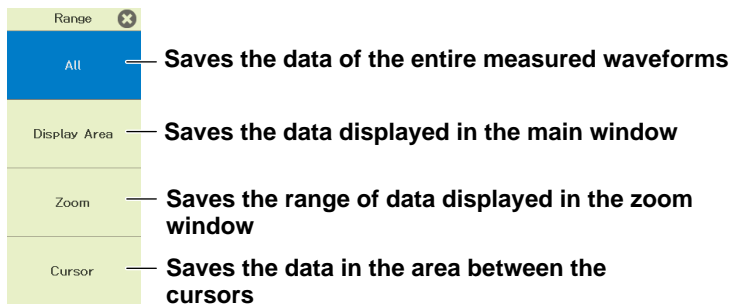 Range
All
Saves the data of the entire measured waveforms
Display Area
Saves the data displayed in the main window
Zoom
Saves the range of data displayed in the zoom
window
Cursor
Saves the data in the area between the
cursors